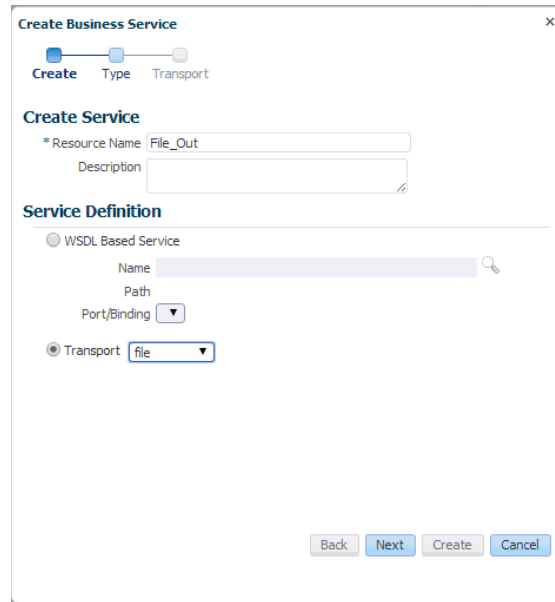 Create Business Service
Create Type Transport
Create Service
* Resource Name File_Out
Description
Service Definition
WSDL Based Service
Name
Path
Port/Binding
Transport file
Back Next Create Cancel